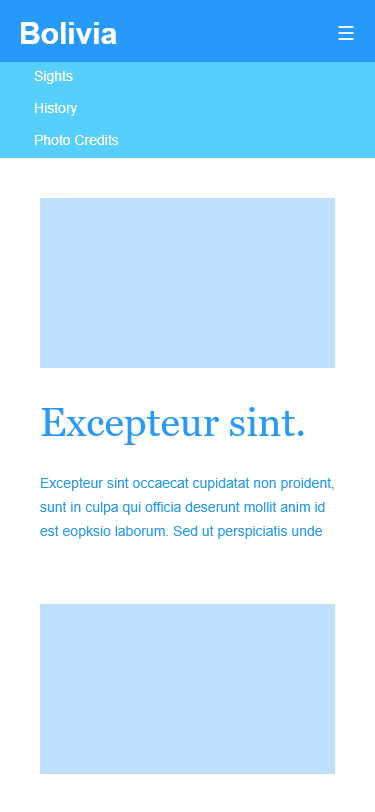 Bolivia
Sights
History
Photo Credits
Excepteur sint.
Excepteur sint occaecat cupidatat non proident,
sunt in culpa qui officia deserunt mollit anim id
est eopksio laborum. Sed ut perspiciatis unde